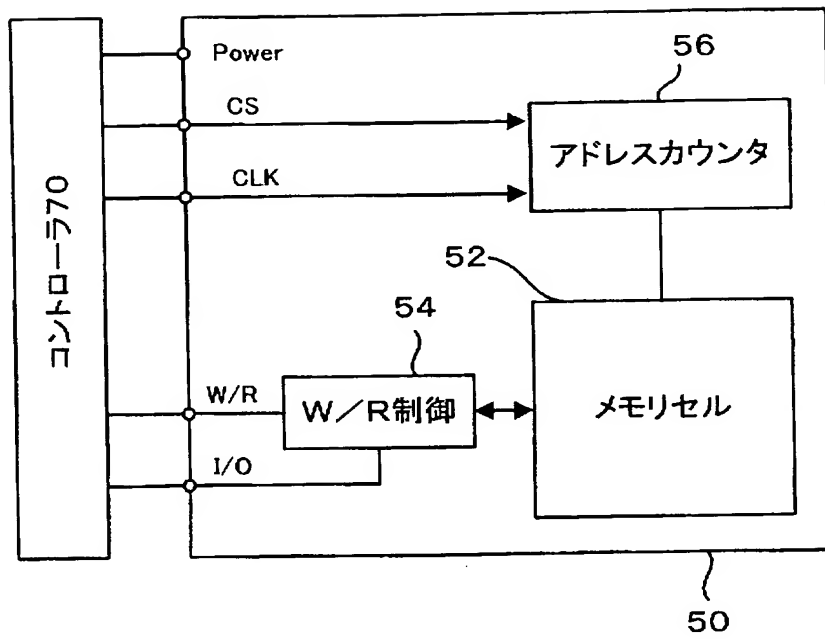 コントローラ70
Power
CS
CLK
W/R
I/O
56
アドレスカウンタ
52
メモリセル
54
W/R制御
50